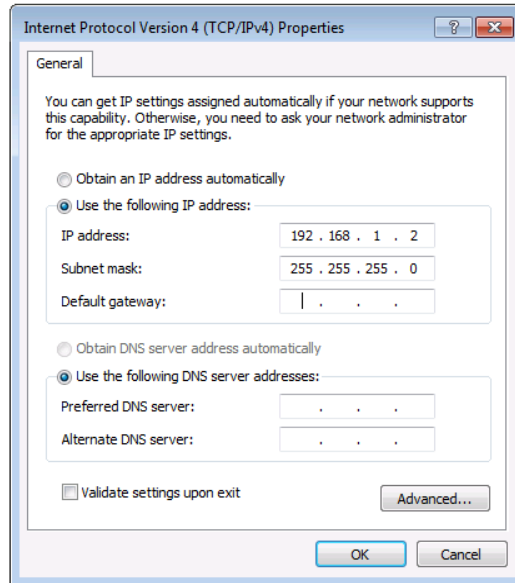 Internet Protocol Version 4 (TCP/IPv4) Properties
General
You can get IP settings assigned automatically if your network supports
this capability. Otherwise, you need to ask your network administrator
for the appropriate IP settings.
Obtain an IP address automatically
Use the following IP address:
IP address: 192 . 168 . 1 . 2
Subnet mask: 255 . 255 . 255 . 0
Default gateway: . . .
Obtain DNS server address automatically
Use the following DNS server addresses:
Preferred DNS server: . . .
Alternate DNS server: . . .
Validate settings upon exit
Advanced...
OK Cancel